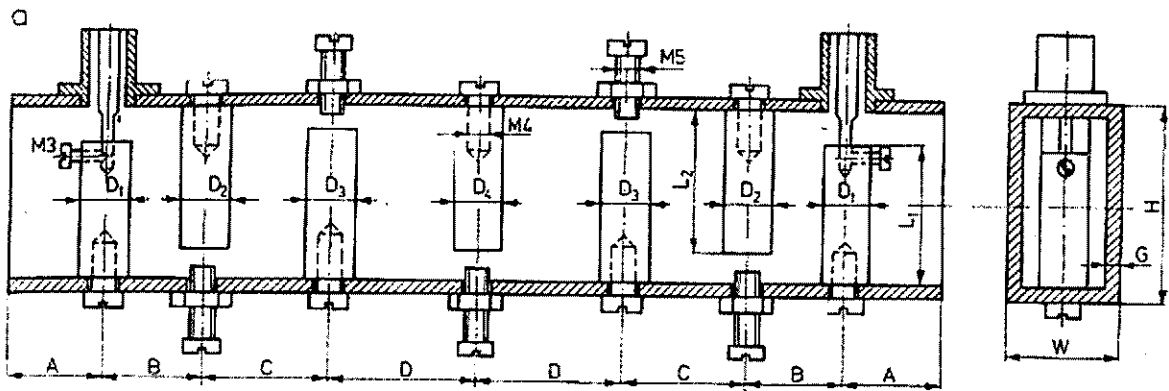 a
M5
M3
M4
D1 D2 D3 D4 D3 D2 D1
L2
L1
H
G
W
A B C D D C B A